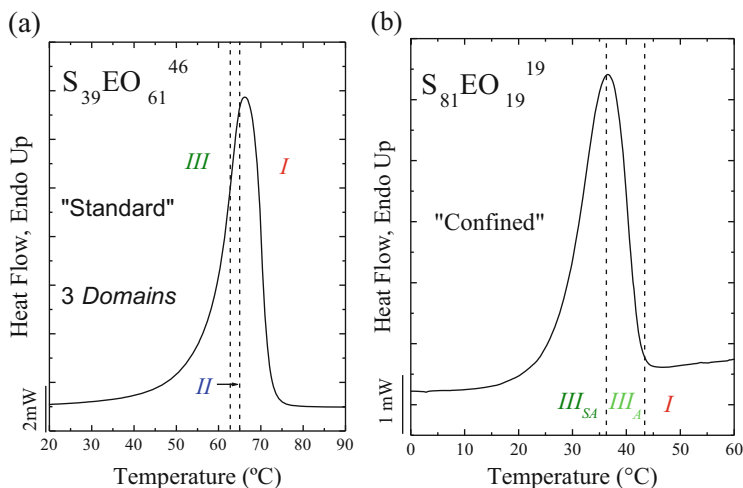 (a)
S39EO61 46
III
I
"Standard"
3 Domains
II
2mW
Heat Flow, Endo Up
20 30 40 50 60 70 80 90
Temperature (ºC)
(b)
S81EO19 19
"Confined"
IIISA IIIA I
1 mW
Heat Flow, Endo Up
0 10 20 30 40 50 60
Temperature (°C)